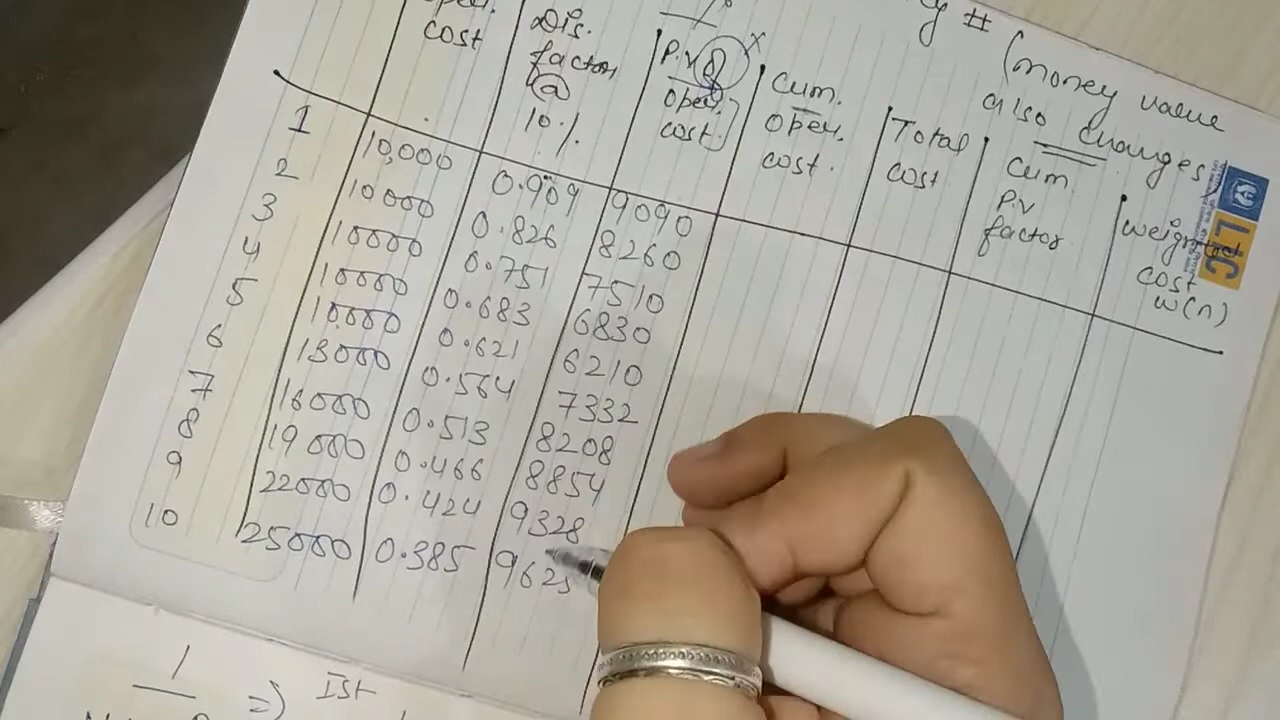 y # (money value
also changes
cost
Dis.
factor
@
10%
P.V of
oper.
cost
Cum.
oper.
cost.
Total
cost
Cum.
P.V
factor
weighted
cost
w(n)
LIC
1 10,000 0.909 9090
2 10000 0.826 8260
3 10000 0.751 7510
4 10000 0.683 6830
5 10,000 0.621 6210
6 13000 0.564 7332
7 16000 0.513 8208
8 19000 0.466 8854
9 22000 0.424 9328
10 25000 0.385 9625
1 => Ist